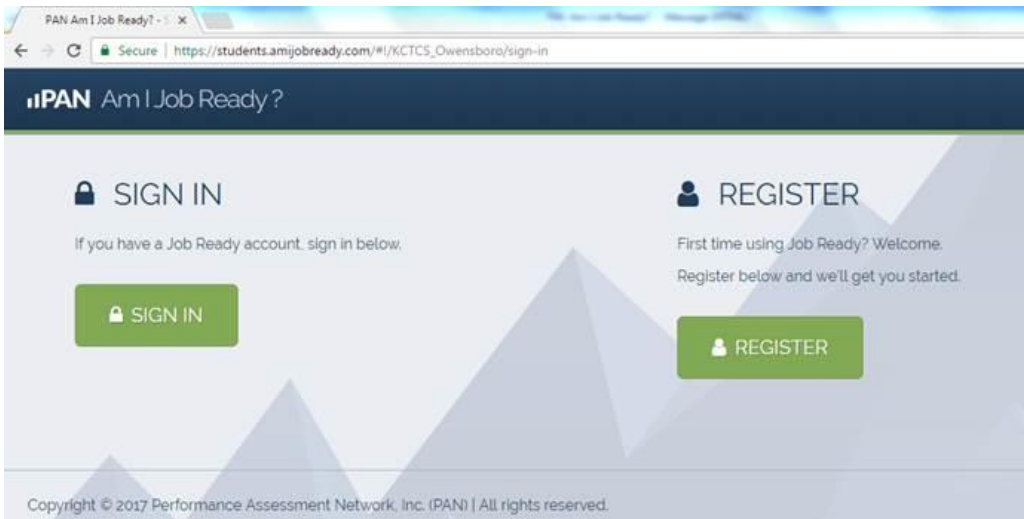 PAN Am I Job Ready? - S
Secure | https://students.amijobready.com/#!/KCTCS_Owensboro/sign-in
PAN Am I Job Ready?
SIGN IN
If you have a Job Ready account, sign in below.
SIGN IN
REGISTER
First time using Job Ready? Welcome.
Register below and we'll get you started.
REGISTER
Copyright © 2017 Performance Assessment Network, Inc. (PAN) | All rights reserved.